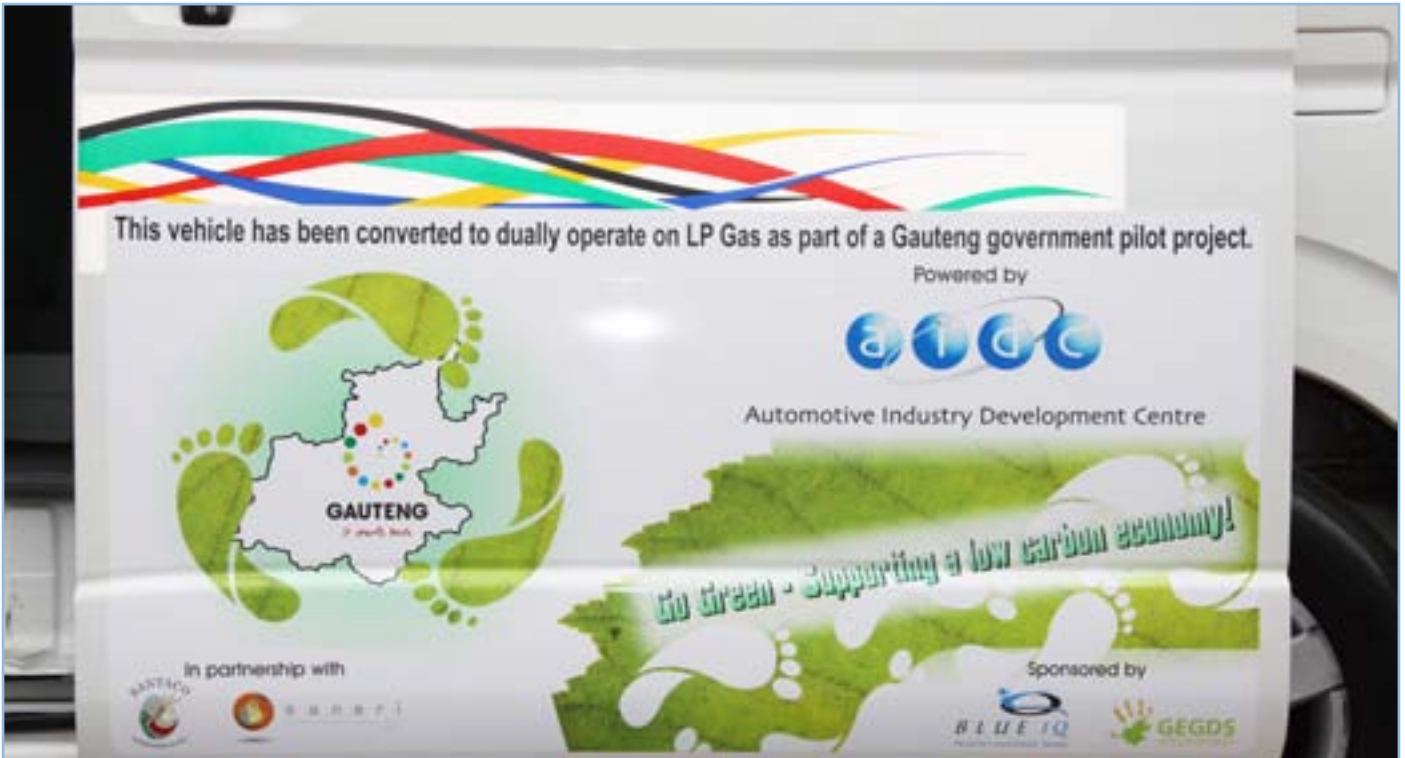 This vehicle has been converted to dually operate on LP Gas as part of a Gauteng government pilot project.
Powered by
aidc
Automotive Industry Development Centre
GAUTENG
Go Green - Supporting a low carbon economy!
In partnership with
SANTACO
saneri
Sponsored by
BLUE IQ
GEGDS